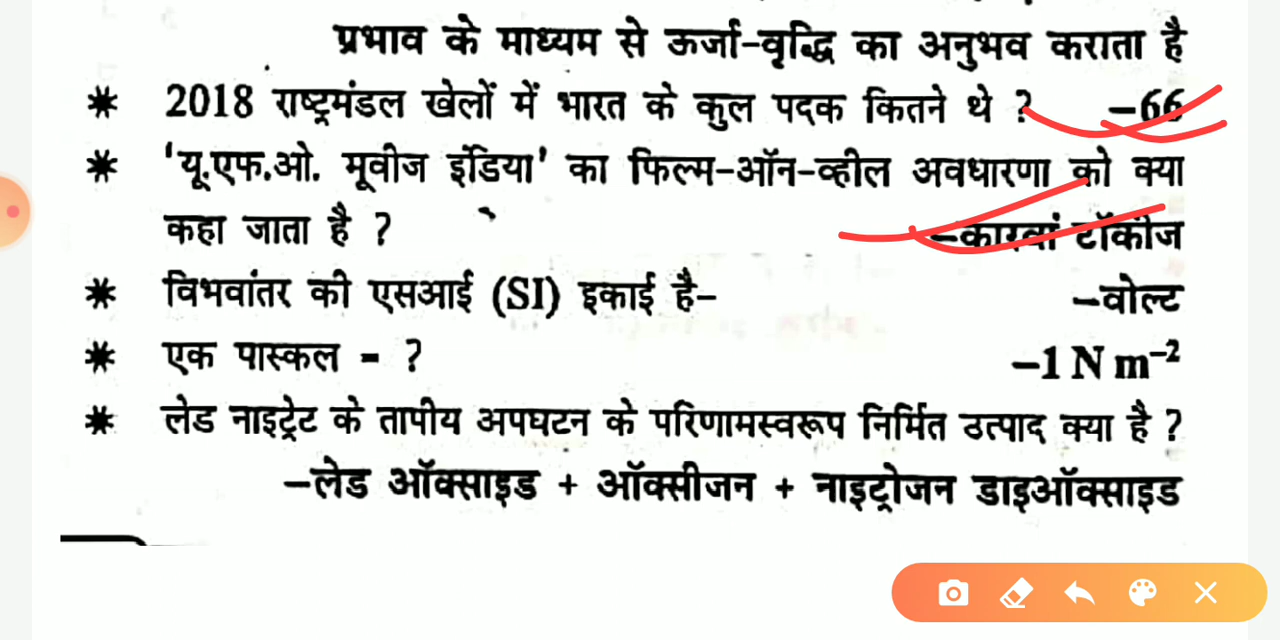 प्रभाव के माध्यम से ऊर्जा-वृद्धि का अनुभव कराता है
* 2018 राष्ट्रमंडल खेलों में भारत के कुल पदक कितने थे ? -66
* 'यू.एफ.ओ. मूवीज इंडिया' का फिल्म-ऑन-व्हील अवधारणा को क्या
कहा जाता है ? -कारवां टॉकीज
* विभवांतर की एसआई (SI) इकाई है- -वोल्ट
* एक पास्कल = ? -1 N m⁻²
* लेड नाइट्रेट के तापीय अपघटन के परिणामस्वरूप निर्मित उत्पाद क्या है ?
-लेड ऑक्साइड + ऑक्सीजन + नाइट्रोजन डाइऑक्साइड